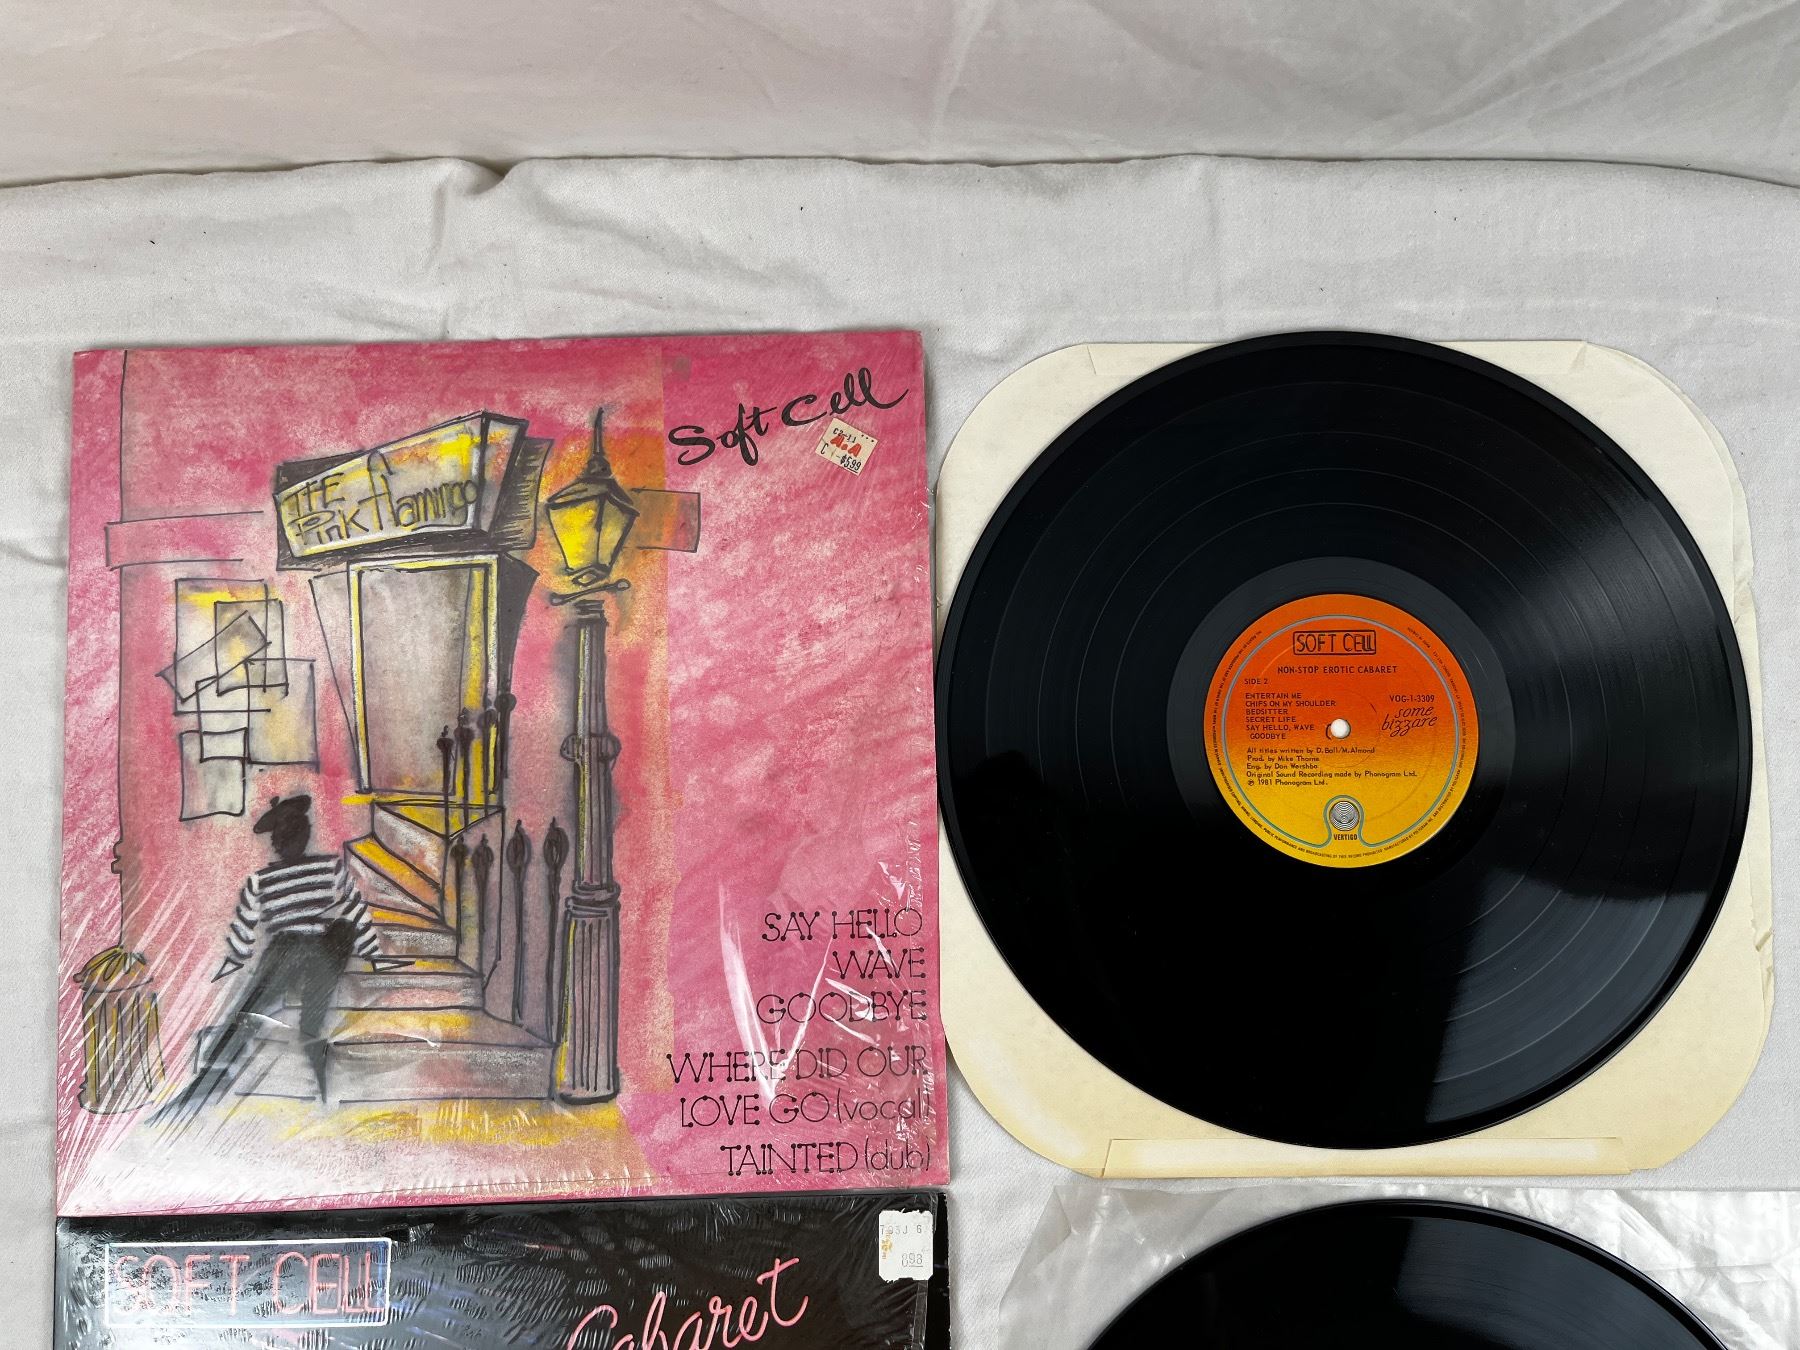 Soft Cell
C2-11
A&A
$5.99
THE
Pink Flamingo
SAY HELLO
WAVE
GOODBYE
WHERE DID OUR
LOVE GO (vocal)
TAINTED (dub)
SOFT CELL
NON-STOP EROTIC CABARET
SIDE 2
VOG-1-3309
ENTERTAIN ME
CHIPS ON MY SHOULDER
BEDSITTER
SECRET LIFE
SAY HELLO, WAVE
GOODBYE
some
bizzare
All titles written by D. Ball/M. Almond
Prod. by Mike Thorne
Eng. by Don Wershba
Original Sound Recording made by Phonogram Ltd.
℗ 1981 Phonogram Ltd.
VERTIGO
SOFT CELL
Cabaret
898